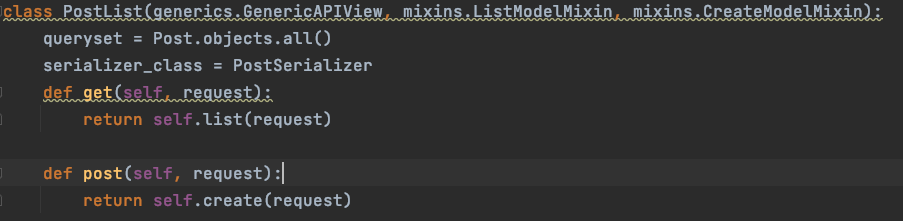 class PostList(generics.GenericAPIView, mixins.ListModelMixin, mixins.CreateModelMixin):
    queryset = Post.objects.all()
    serializer_class = PostSerializer
    def get(self, request):
        return self.list(request)

    def post(self, request):
        return self.create(request)